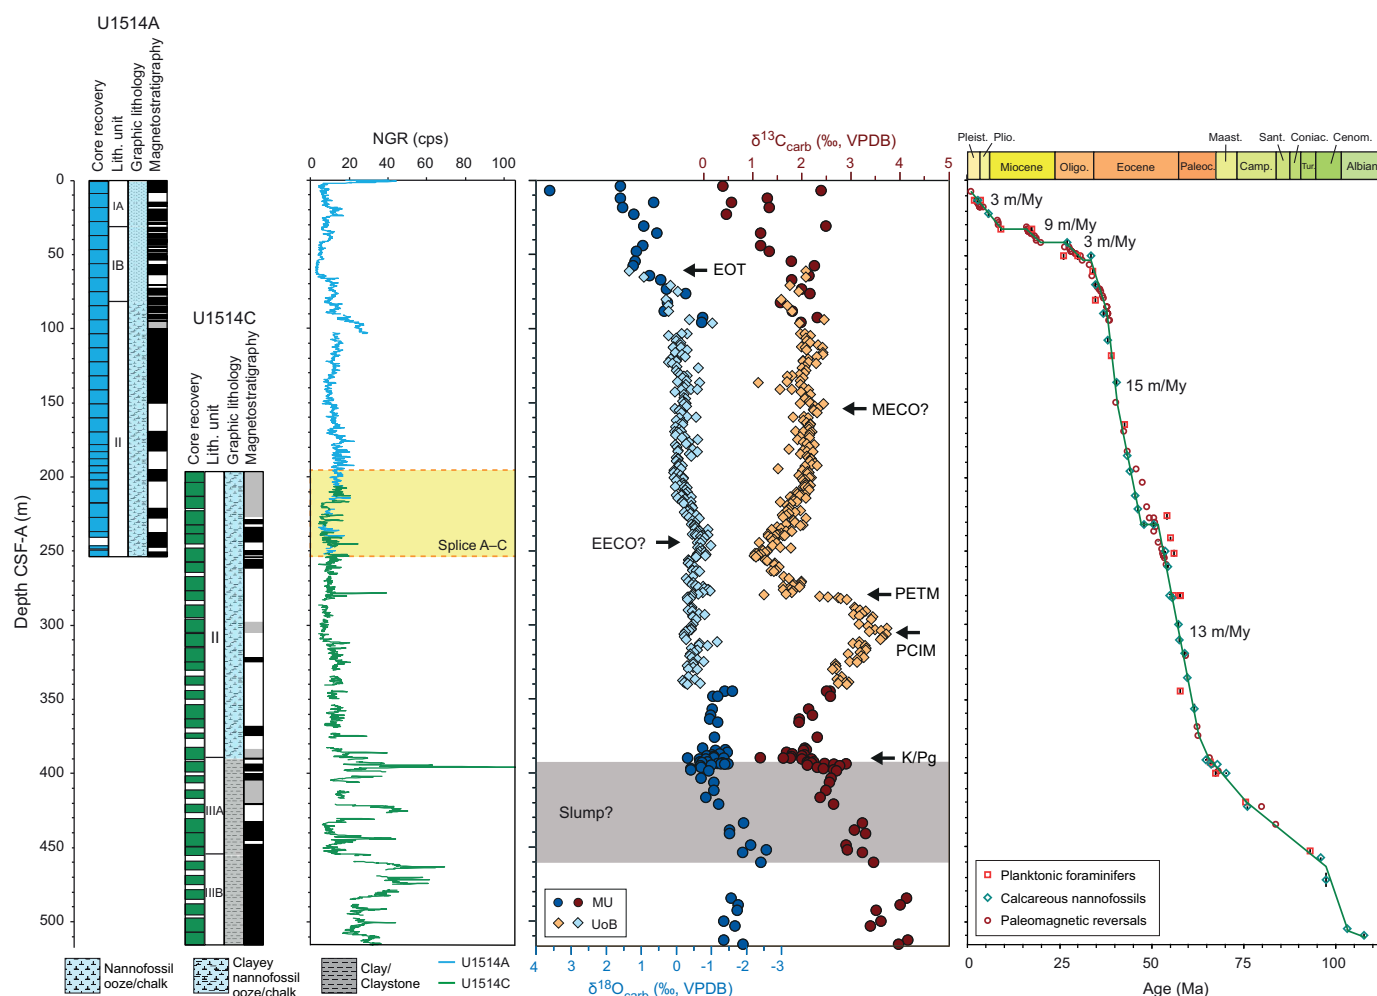 U1514A
Core recovery
Lith. unit
Graphic lithology
Magnetostratigraphy
IA
IB
II
U1514C
Core recovery
Lith. unit
Graphic lithology
Magnetostratigraphy
II
IIIA
IIIB
Depth CSF-A (m)
0
50
100
150
200
250
300
350
400
450
500
NGR (cps)
0 20 40 60 80 100
Splice A–C
δ13Ccarb (‰, VPDB)
0 1 2 3 4 5
EOT
MECO?
EECO?
PETM
PCIM
K/Pg
Slump?
MU
UoB
4 3 2 1 0 -1 -2 -3
δ18Ocarb (‰, VPDB)
Pleist. Plio. Maast. Sant. Coniac. Cenom.
Miocene Oligo. Eocene Paleoc. Camp. Tur. Albian
3 m/My
9 m/My
3 m/My
15 m/My
13 m/My
Planktonic foraminifers
Calcareous nannofossils
Paleomagnetic reversals
0 25 50 75 100
Age (Ma)
Nannofossil
ooze/chalk
Clayey
nannofossil
ooze/chalk
Clay/
Claystone
U1514A
U1514C